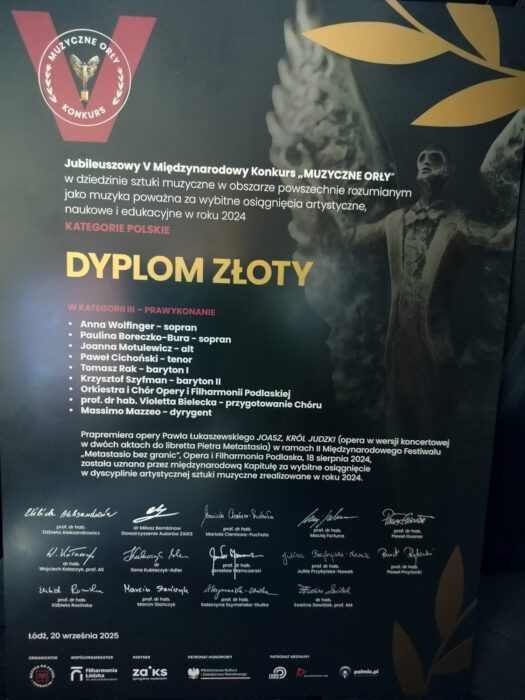 V
MUZYCZNE ORŁY
KONKURS
Jubileuszowy V Międzynarodowy Konkurs „MUZYCZNE ORŁY”
w dziedzinie sztuki muzyczne w obszarze powszechnie rozumianym
jako muzyka poważna za wybitne osiągnięcia artystyczne,
naukowe i edukacyjne w roku 2024
KATEGORIE POLSKIE
DYPLOM ZŁOTY
W KATEGORII III – PRAWYKONANIE
• Anna Wolfinger – sopran
• Paulina Boreczko-Bura – sopran
• Joanna Motulewicz – alt
• Paweł Cichoński – tenor
• Tomasz Rak – baryton I
• Krzysztof Szyfman – baryton II
• Orkiestra i Chór Opery i Filharmonii Podlaskiej
• prof. dr hab. Violetta Bielecka – przygotowanie Chóru
• Massimo Mazzeo – dyrygent
Prapremiera opery Pawła Łukaszewskiego JOASZ, KRÓL JUDZKI (opera w wersji koncertowej
w dwóch aktach do libretta Pietra Metastasia) w ramach II Międzynarodowego Festiwalu
„Metastasio bez granic”, Opera i Filharmonia Podlaska, 18 sierpnia 2024,
została uznana przez międzynarodową Kapitułę za wybitne osiągnięcie
w dyscyplinie artystycznej sztuki muzyczne zrealizowane w roku 2024.
prof. dr hab.
Elżbieta Aleksandrowicz
dr Miłosz Bembinow
Stowarzyszenie Autorów ZAiKS
prof. dr hab.
Mariola Cieniawa-Puchała
prof. dr hab.
Maciej Fortuna
prof. dr hab.
Paweł Gusnar
prof. dr hab.
Wojciech Kałaczyk, prof. AS
dr hab.
Ilona Kubiaczyk-Adler
prof. dr hab.
prof. dr hab.
Julita Przybylska-Nowak
prof. dr hab.
Paweł Przytocki
prof. dr hab.
Elżbieta Rosińska
prof. dr hab.
Marcin Stańczyk
prof. dr hab.
Katarzyna Szymańska-Stułka
dr hab.
Ewelina Zawiślak, prof. AM
Łódź, 20 września 2025
ORGANIZATOR
WSPÓŁORGANIZATOR
PARTNER
PATRONAT HONOROWY
PATRONAT MEDIALNY
Filharmonia
Łódzka
ZAiKS
Ministerstwo Kultury
i Dziedzictwa Narodowego
polmic.pl